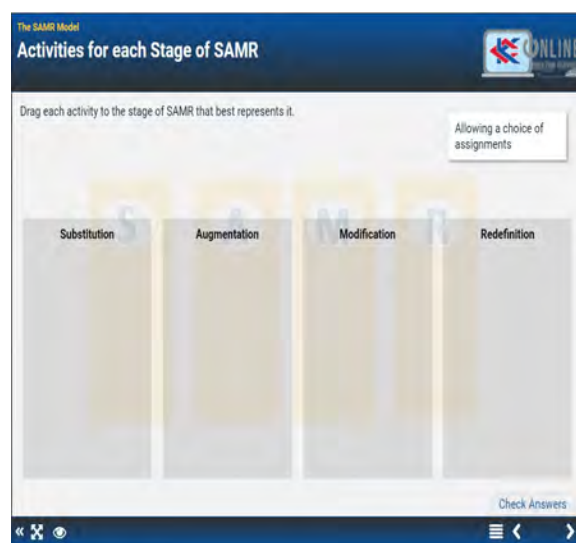 The SAMR Model
Activities for each Stage of SAMR
ONLINE
Drag each activity to the stage of SAMR that best represents it.
Allowing a choice of
assignments
S A M R
Substitution
Augmentation
Modification
Redefinition
Check Answers